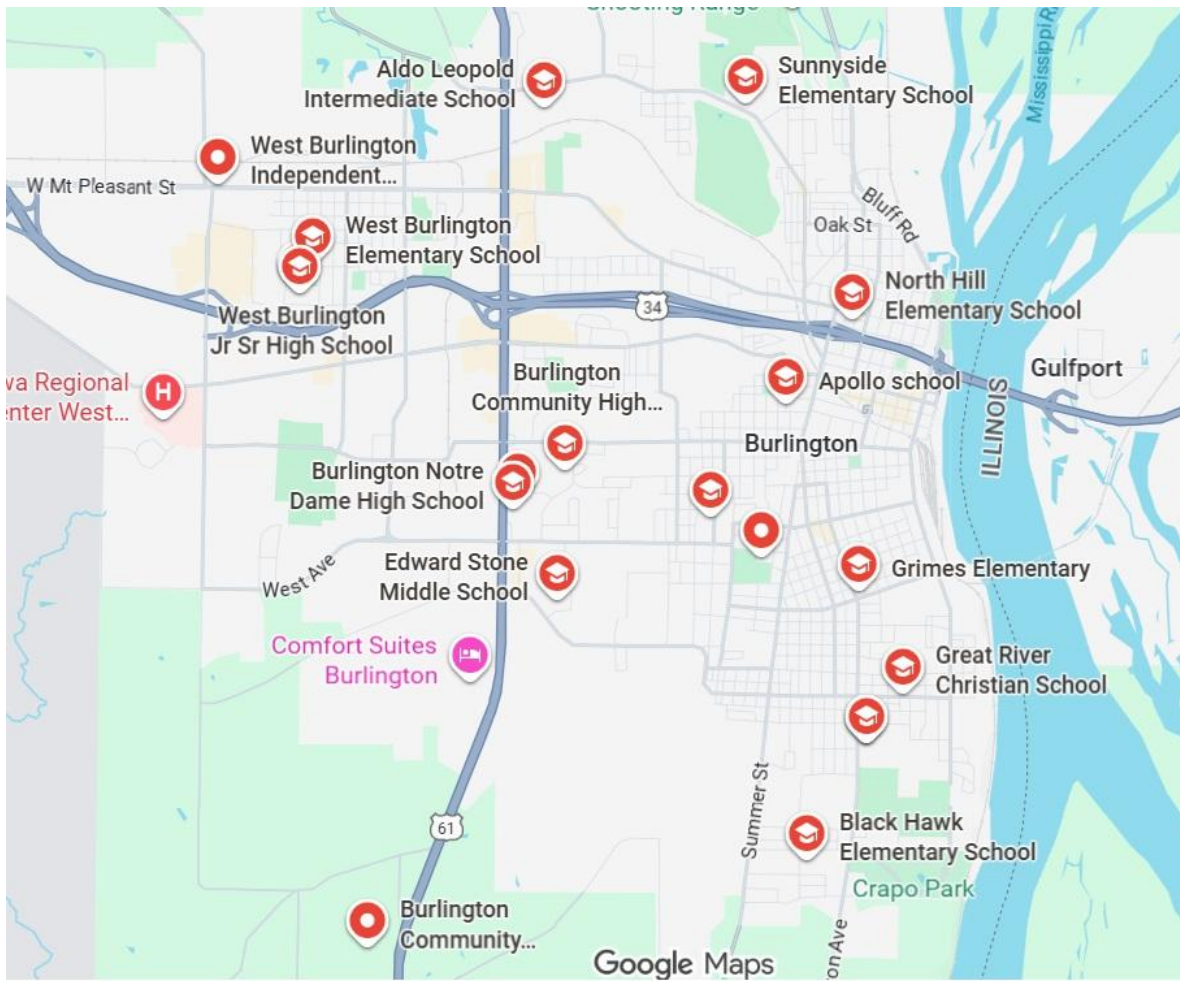 Shooting Range
Mississippi
Aldo Leopold
Intermediate School
Sunnyside
Elementary School
West Burlington
Independent...
W Mt Pleasant St
Bluff Rd
Oak St
West Burlington
Elementary School
North Hill
Elementary School
34
West Burlington
Jr Sr High School
Gulfport
wa Regional
enter West...
Burlington
Community High...
Apollo school
ILLINOIS
Burlington
Burlington Notre
Dame High School
West Ave
Edward Stone
Middle School
Grimes Elementary
Comfort Suites
Burlington
Great River
Christian School
61
Summer St
Black Hawk
Elementary School
Crapo Park
Burlington
Community...
on Ave
Google Maps
H